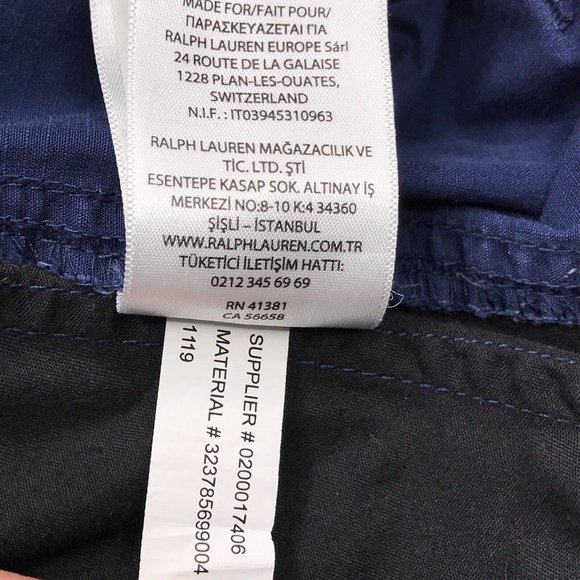 MADE FOR/FAIT POUR/
ΠΑΡΑΣΚΕΥΑΖΕΤΑΙ ΓΙΑ
RALPH LAUREN EUROPE Sárl
24 ROUTE DE LA GALAISE
1228 PLAN-LES-OUATES,
SWITZERLAND
N.I.F. : IT03945310963
RALPH LAUREN MAĞAZACILIK VE
TİC. LTD. ŞTİ
ESENTEPE KASAP SOK. ALTINAY İŞ
MERKEZİ NO:8-10 K:4 34360
ŞİŞLİ – İSTANBUL
WWW.RALPHLAUREN.COM.TR
TÜKETİCİ İLETİŞİM HATTI:
0212 345 69 69
RN 41381
CA 56658
SUPPLIER # 0200017406
MATERIAL # 323785699004
1119